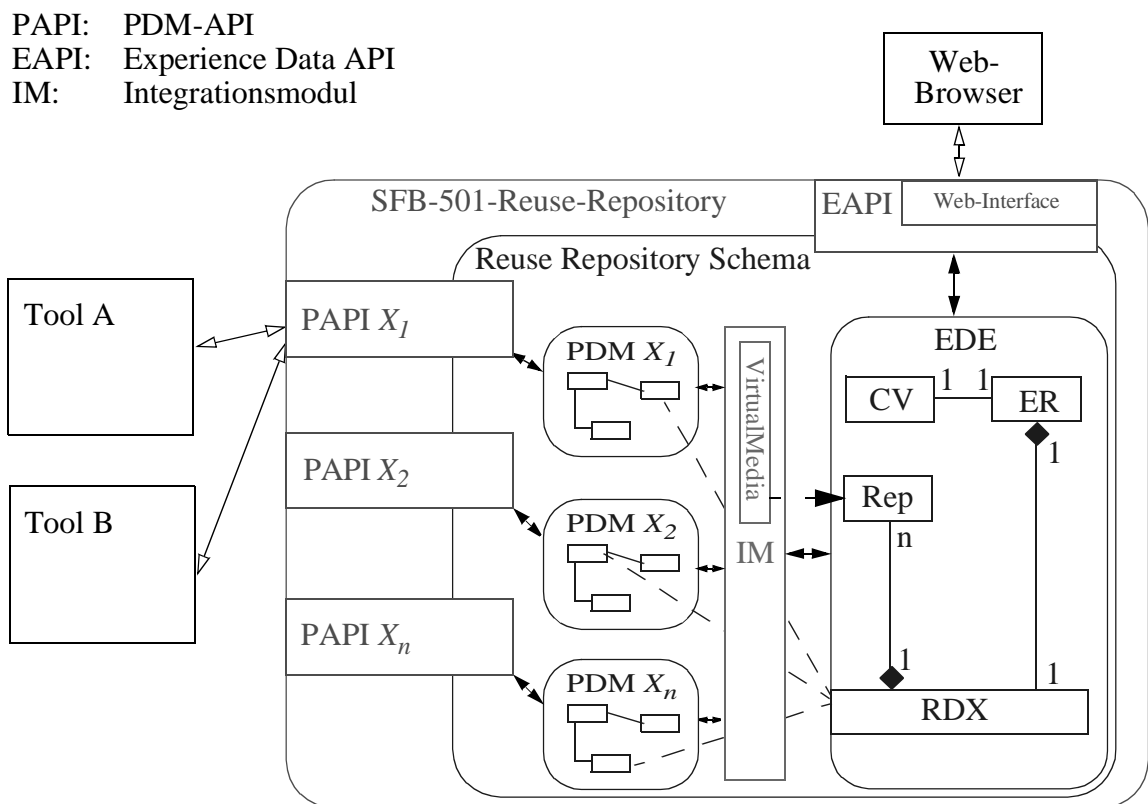 PAPI: PDM-API
EAPI: Experience Data API
IM: Integrationsmodul
Web-
Browser
SFB-501-Reuse-Repository
EAPI
Web-Interface
Reuse Repository Schema
Tool A
PAPI X1
PDM X1
VirtualMedia
EDE
CV
1
1
ER
1
PAPI X2
Tool B
PDM X2
IM
Rep
n
PAPI Xn
PDM Xn
1
1
RDX